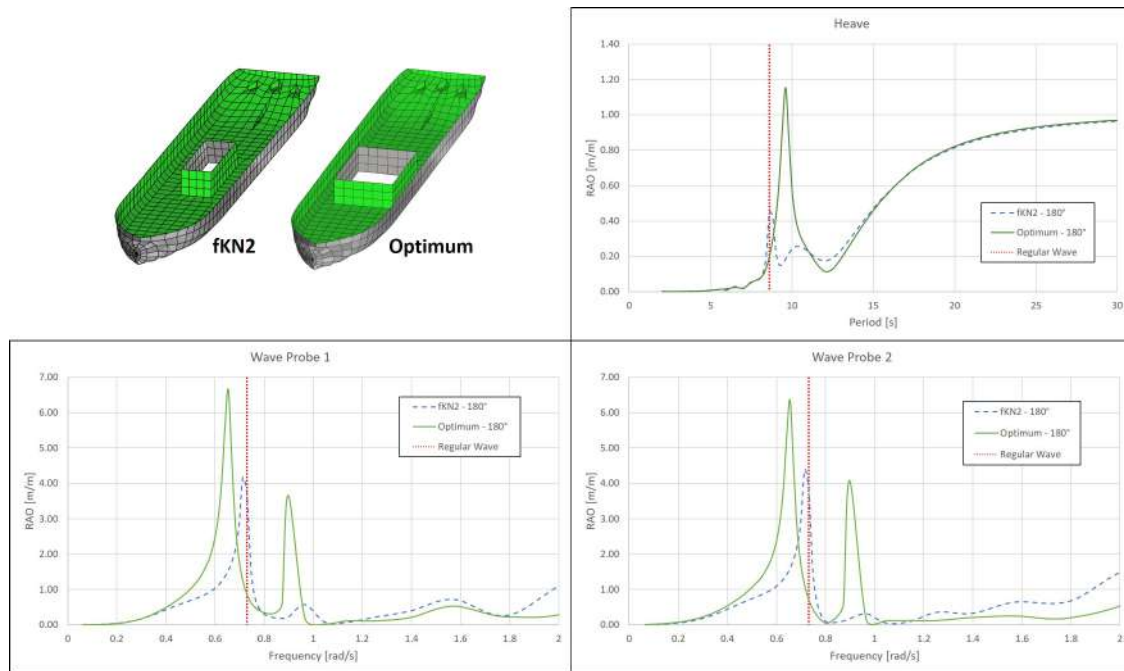 fKN2
Optimum
Heave
1.40
1.20
1.00
0.80
0.60
0.40
0.20
0.00
0 5 10 15 20 25 30
RAO [m/m]
Period [s]
fKN2 - 180°
Optimum - 180°
Regular Wave
Wave Probe 1
7.00
6.00
5.00
4.00
3.00
2.00
1.00
0.00
0 0.2 0.4 0.6 0.8 1 1.2 1.4 1.6 1.8 2
RAO [m/m]
Frequency [rad/s]
fKN2 - 180°
Optimum - 180°
Regular Wave
Wave Probe 2
7.00
6.00
5.00
4.00
3.00
2.00
1.00
0.00
0 0.2 0.4 0.6 0.8 1 1.2 1.4 1.6 1.8 2
RAO [m/m]
Frequency [rad/s]
fKN2 - 180°
Optimum - 180°
Regular Wave